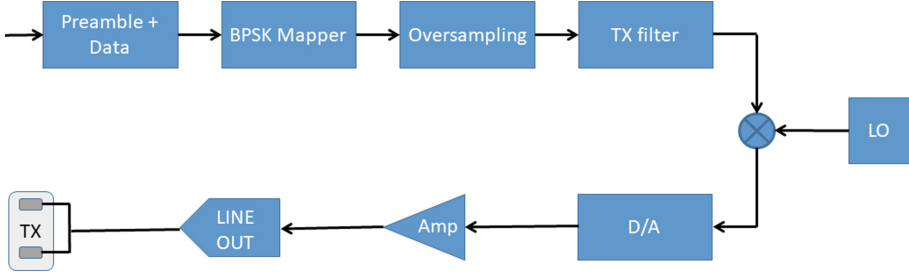 Preamble +
Data
BPSK Mapper
Oversampling
TX filter
LO
D/A
Amp
LINE
OUT
TX